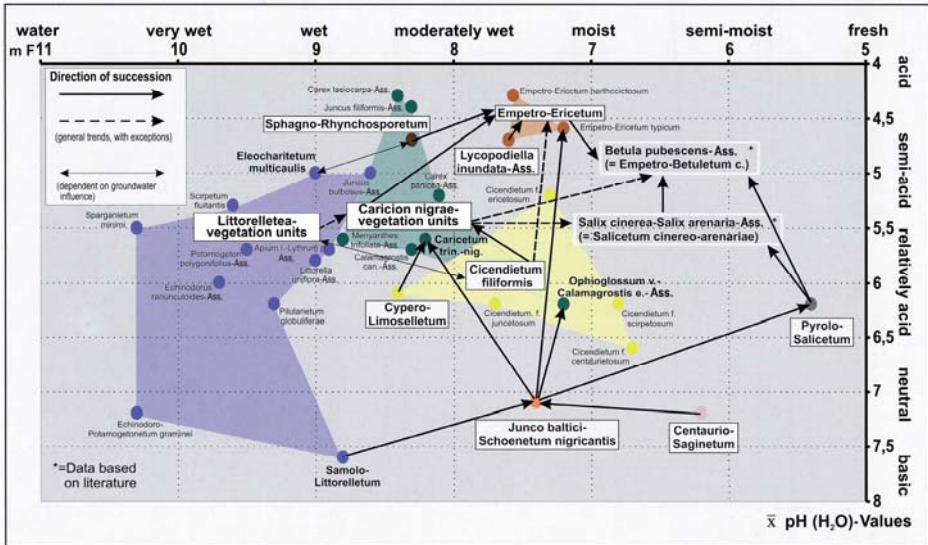 water very wet wet moderately wet moist semi-moist fresh
m F 11 10 9 8 7 6 5
Direction of succession
(general trends, with exceptions)
(dependent on groundwater
influence)
4
4,5
5
5,5
6
6,5
7
7,5
8
acid
semi-acid
relatively acid
neutral
basic
Carex lasiocarpa-Ass.
Juncus filiformis-Ass.
Sphagno-Rhynchosporetum
Empetro-Ericetum
Empetro-Ericetum typicum
Lycopodiella
inundata-Ass.
Betula pubescens-Ass. *
(= Empetro-Betuletum c.)
Eleocharitetum
multicaulis
Juncus
bulbosus-Ass.
Carex
panicea-Ass.
Cicendietum f.
ericetosum
Scirpetum
fluitantis
Sparganietum
minimi
Littorelletea-
vegetation units
Caricion nigrae-
vegetation units
Salix cinerea-Salix arenaria-Ass. *
(= Salicetum cinereo-arenariae)
Potamogeton
polygonifolius-Ass.
Apium i.-Lythrum p.
Ass.
Menyanthes
trifoliata-Ass.
Caricetum
trin.-nig.
Littorella
uniflora-Ass.
Calamagrostis
can.-Ass.
Cicendietum
filiformis
Echinodorus
ranunculoides-Ass.
Ophioglossum v.-
Calamagrostis e.-Ass.
Pilularietum
globuliferae
Cypero-
Limoselletum
Cicendietum. f.
juncetosum
Cicendietum f.
scirpetosum
Pyrolo-
Salicetum
Cicendietum f.
centaurietosum
Echinodoro-
Potamogetonetum graminei
Junco baltici-
Schoenetum nigricantis
Centaurio-
Saginetum
*=Data based
on literature
Samolo-
Littorelletum
x̅ pH (H₂O)-Values